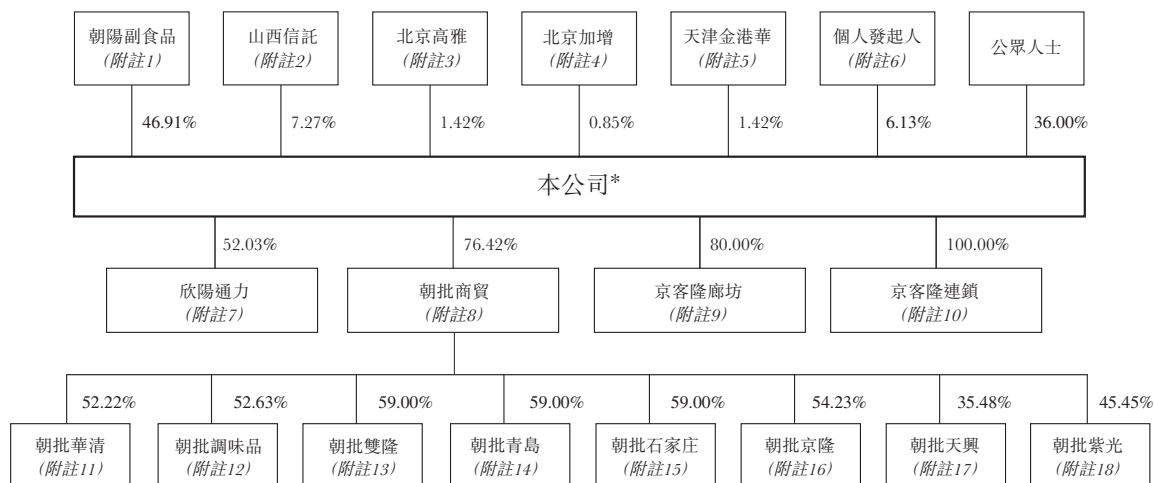 朝陽副食品
(附註1)
山西信託
(附註2)
北京高雅
(附註3)
北京加增
(附註4)
天津金港華
(附註5)
個人發起人
(附註6)
公眾人士
46.91%
7.27%
1.42%
0.85%
1.42%
6.13%
36.00%
本公司*
52.03%
76.42%
80.00%
100.00%
欣陽通力
(附註7)
朝批商貿
(附註8)
京客隆廊坊
(附註9)
京客隆連鎖
(附註10)
52.22%
52.63%
59.00%
59.00%
59.00%
54.23%
35.48%
45.45%
朝批華清
(附註11)
朝批調味品
(附註12)
朝批雙隆
(附註13)
朝批青島
(附註14)
朝批石家庄
(附註15)
朝批京隆
(附註16)
朝批天興
(附註17)
朝批紫光
(附註18)